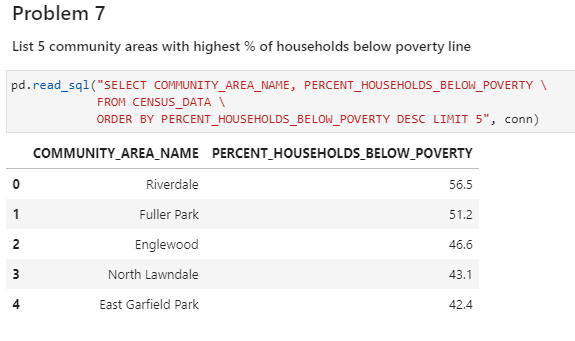 Problem 7
List 5 community areas with highest % of households below poverty line
pd.read_sql("SELECT COMMUNITY_AREA_NAME, PERCENT_HOUSEHOLDS_BELOW_POVERTY \
FROM CENSUS_DATA \
ORDER BY PERCENT_HOUSEHOLDS_BELOW_POVERTY DESC LIMIT 5", conn)
COMMUNITY_AREA_NAME PERCENT_HOUSEHOLDS_BELOW_POVERTY
0 Riverdale 56.5
1 Fuller Park 51.2
2 Englewood 46.6
3 North Lawndale 43.1
4 East Garfield Park 42.4